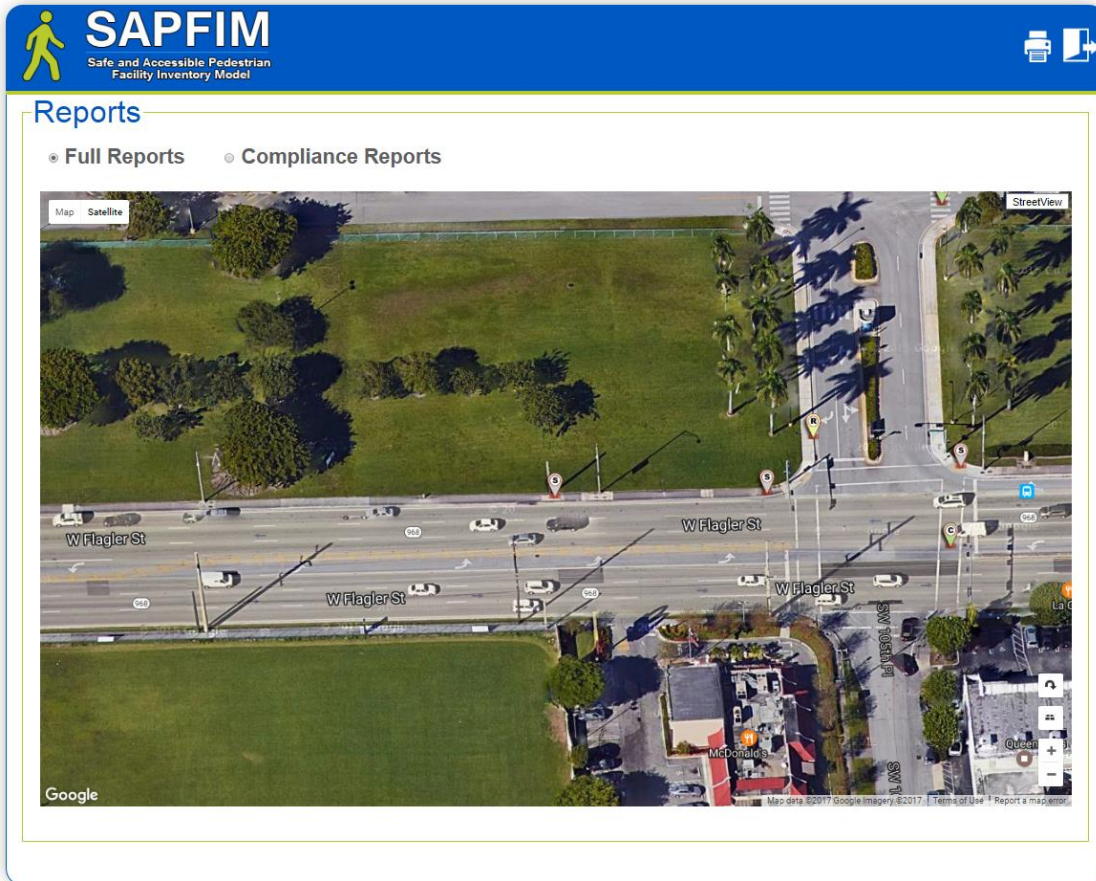 SAPFIM
Safe and Accessible Pedestrian
Facility Inventory Model
Reports
Full Reports
Compliance Reports
Map
Satellite
StreetView
R
S
S
S
968
W Flagler St
968
W Flagler St
C
W Flagler St
968
968
W Flagler St
SW 105th Pl
McDonald's
Google
Map data ©2017 Google Imagery ©2017
Terms of Use
Report a map error